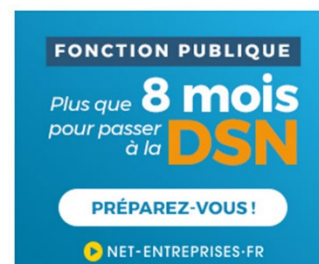 FONCTION PUBLIQUE
Plus que 8 mois
pour passer
à la DSN
PRÉPAREZ-VOUS !
NET-ENTREPRISES·FR